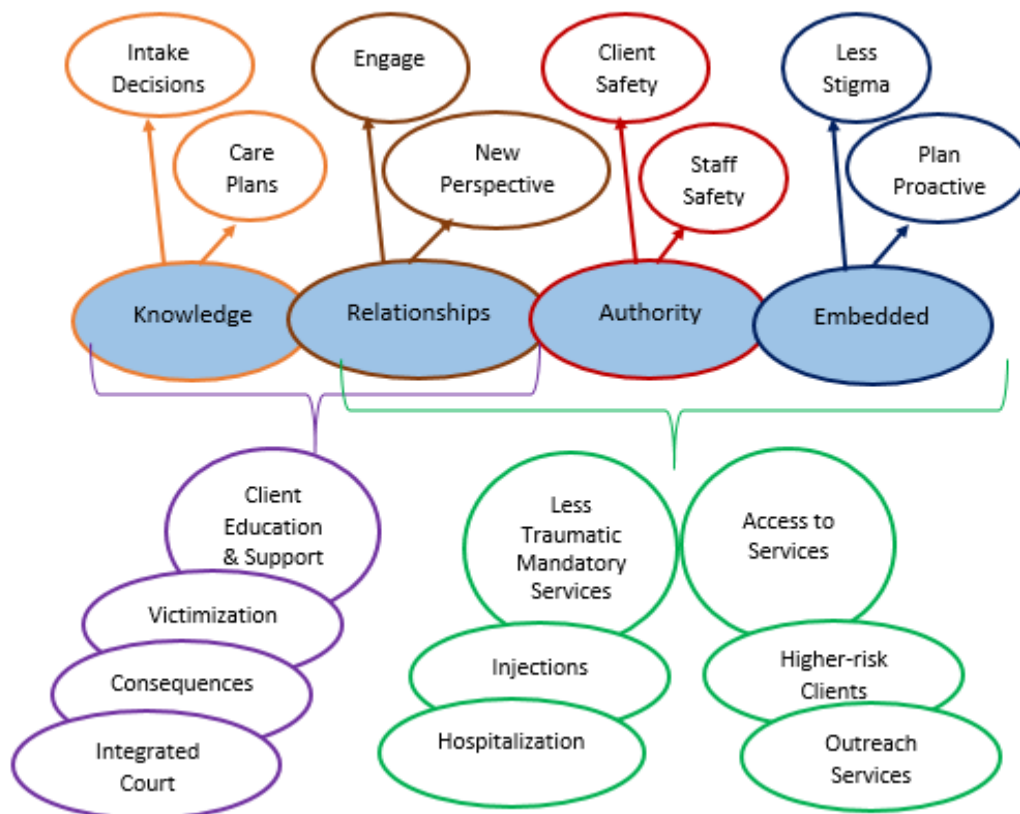 Intake
Decisions
Engage
Client
Safety
Less
Stigma
Care
Plans
New
Perspective
Staff
Safety
Plan
Proactive
Knowledge
Relationships
Authority
Embedded
Client
Education
& Support
Victimization
Consequences
Integrated
Court
Less
Traumatic
Mandatory
Services
Injections
Hospitalization
Access to
Services
Higher-risk
Clients
Outreach
Services